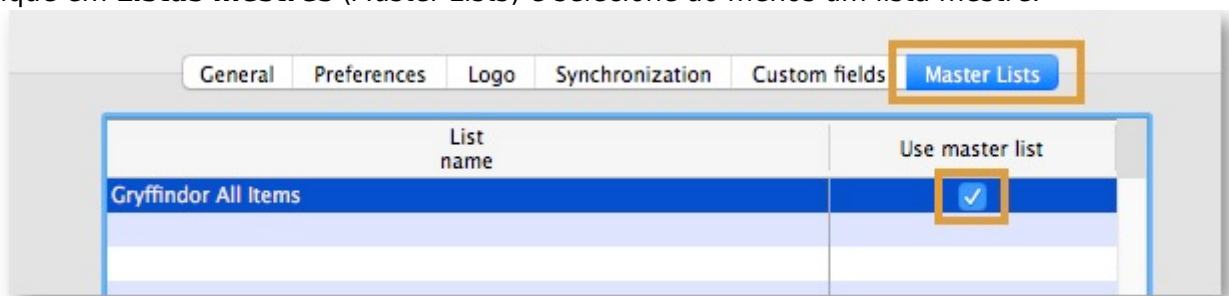 ique em Listas mestres (Master Lists) e selecione ao menos um lista mestre.
General Preferences Logo Synchronization Custom fields Master Lists
List name Use master list
Gryffindor All Items